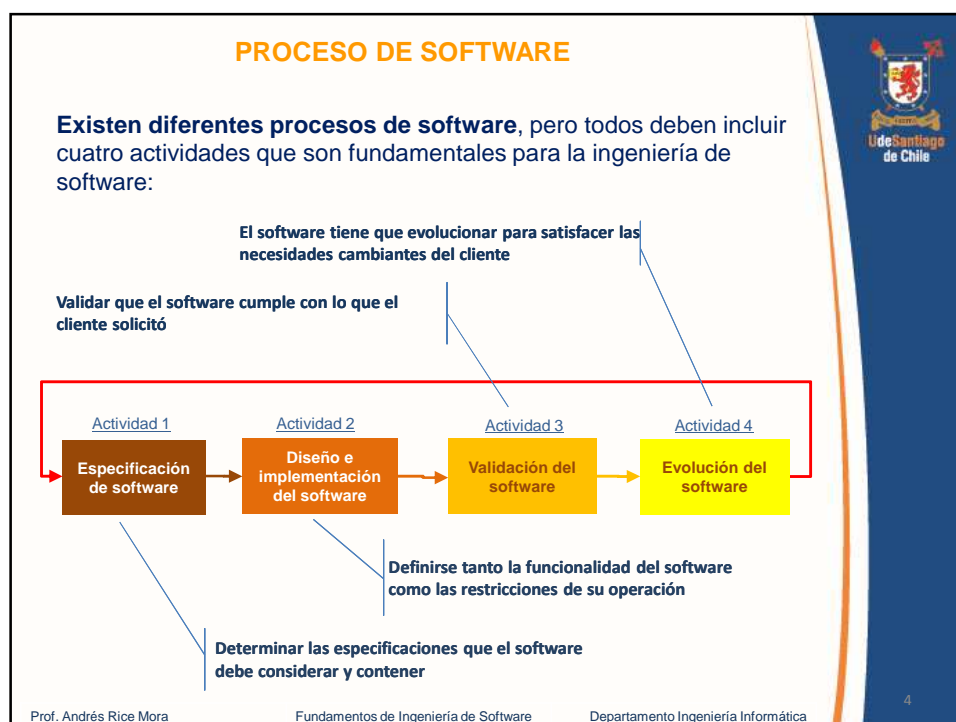 PROCESO DE SOFTWARE
Existen diferentes procesos de software, pero todos deben incluir
cuatro actividades que son fundamentales para la ingeniería de
software:
UdeSantiago
de Chile
El software tiene que evolucionar para satisfacer las
necesidades cambiantes del cliente
Validar que el software cumple con lo que el
cliente solicitó
Actividad 1
Especificación
de software
Actividad 2
Diseño e
implementación
del software
Actividad 3
Validación del
software
Actividad 4
Evolución del
software
Definirse tanto la funcionalidad del software
como las restricciones de su operación
Determinar las especificaciones que el software
debe considerar y contener
Prof. Andrés Rice Mora
Fundamentos de Ingeniería de Software
Departamento Ingeniería Informática
4